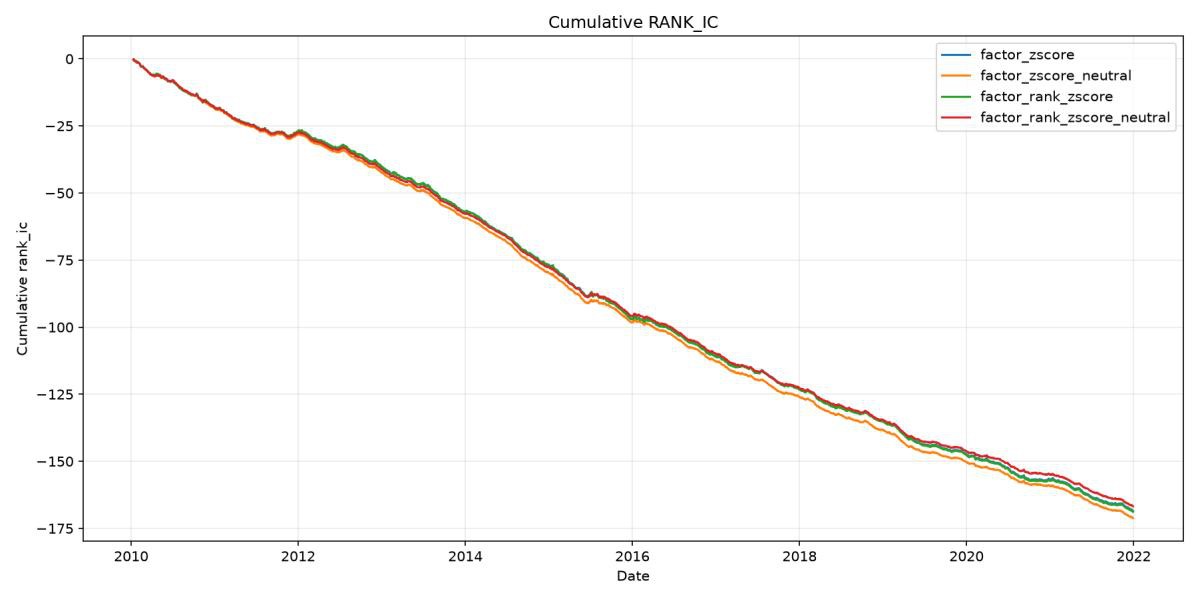 Cumulative RANK_IC
factor_zscore
factor_zscore_neutral
factor_rank_zscore
factor_rank_zscore_neutral
Cumulative rank_ic
0
−25
−50
−75
−100
−125
−150
−175
2010 2012 2014 2016 2018 2020 2022
Date